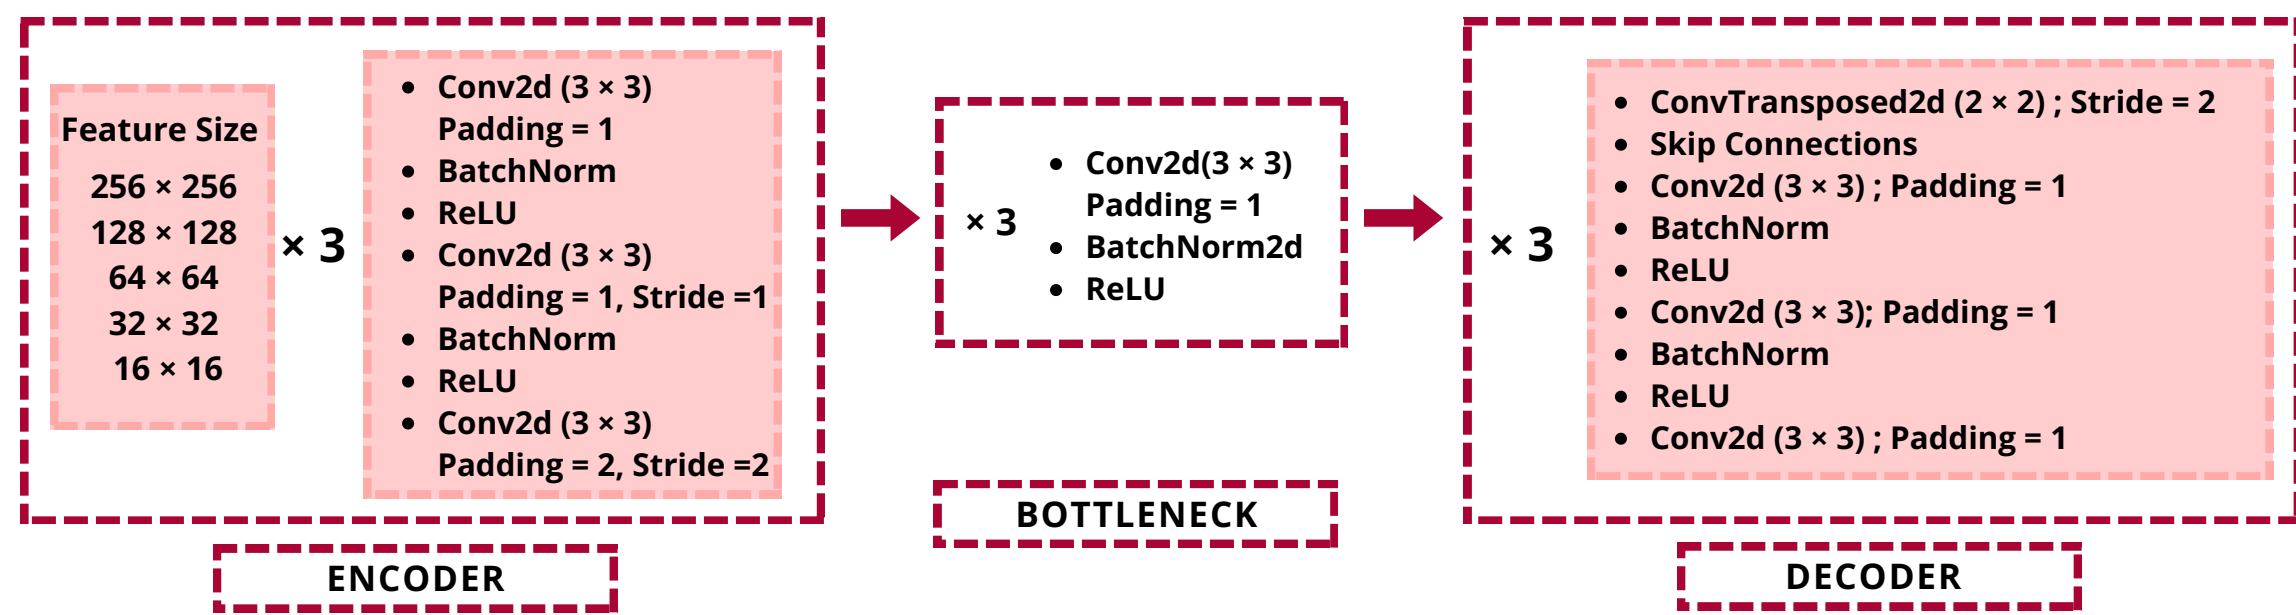 Feature Size
256 × 256
128 × 128
64 × 64
32 × 32
16 × 16
× 3
• Conv2d (3 × 3)
Padding = 1
• BatchNorm
• ReLU
• Conv2d (3 × 3)
Padding = 1, Stride =1
• BatchNorm
• ReLU
• Conv2d (3 × 3)
Padding = 2, Stride =2
ENCODER
× 3
• Conv2d(3 × 3)
Padding = 1
• BatchNorm2d
• ReLU
BOTTLENECK
× 3
• ConvTransposed2d (2 × 2) ; Stride = 2
• Skip Connections
• Conv2d (3 × 3) ; Padding = 1
• BatchNorm
• ReLU
• Conv2d (3 × 3); Padding = 1
• BatchNorm
• ReLU
• Conv2d (3 × 3) ; Padding = 1
DECODER